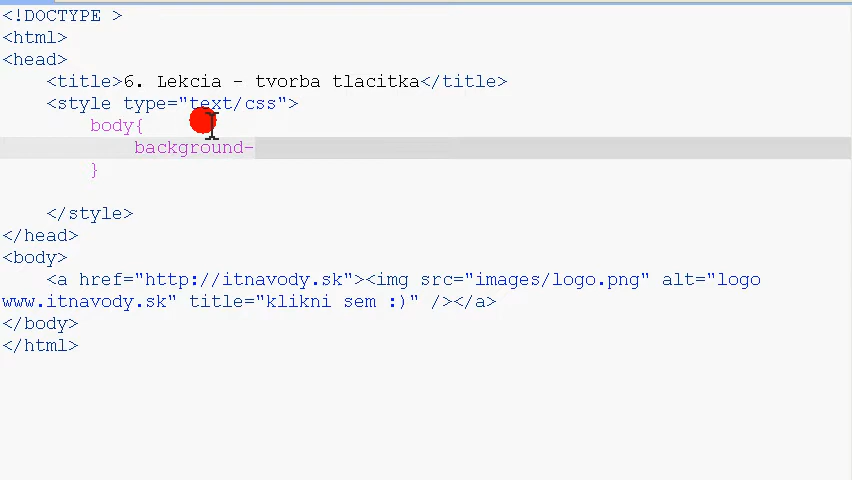 <!DOCTYPE >
<html>
<head>
<title>6. Lekcia - tvorba tlacitka</title>
<style type="text/css">
body{
background-
}
</style>
</head>
<body>
<a href="http://itnavody.sk"><img src="images/logo.png" alt="logo
www.itnavody.sk" title="klikni sem :)" /></a>
</body>
</html>